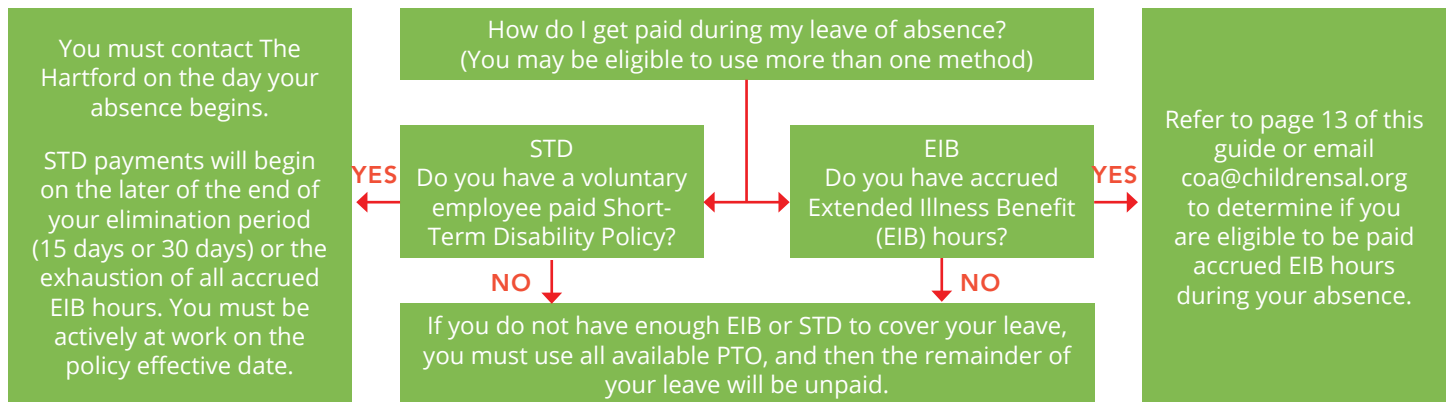 How do I get paid during my leave of absence?
(You may be eligible to use more than one method)
STD
Do you have a voluntary
employee paid Short-
Term Disability Policy?
YES
You must contact The
Hartford on the day your
absence begins.
STD payments will begin
on the later of the end of
your elimination period
(15 days or 30 days) or the
exhaustion of all accrued
EIB hours. You must be
actively at work on the
policy effective date.
EIB
Do you have accrued
Extended Illness Benefit
(EIB) hours?
YES
Refer to page 13 of this
guide or email
coa@childrensal.org
to determine if you
are eligible to be paid
accrued EIB hours
during your absence.
NO
NO
If you do not have enough EIB or STD to cover your leave,
you must use all available PTO, and then the remainder of
your leave will be unpaid.